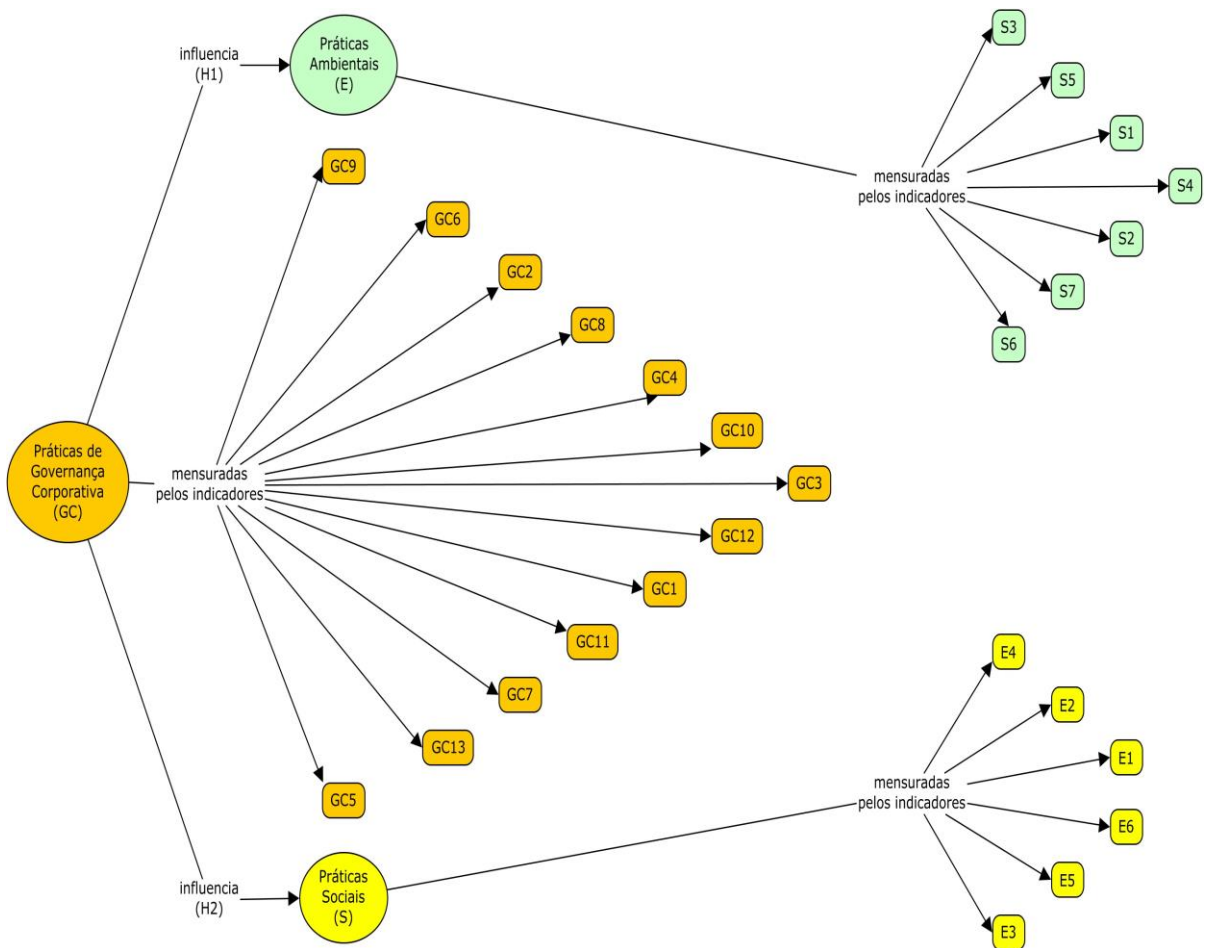 influencia
(H1)
Práticas
Ambientais
(E)
mensuradas
pelos indicadores
S3
S5
S1
S4
S2
S7
S6
Práticas de
Governança
Corporativa
(GC)
mensuradas
pelos indicadores
GC9
GC6
GC2
GC8
GC4
GC10
GC3
GC12
GC1
GC11
GC7
GC13
GC5
influencia
(H2)
Práticas
Sociais
(S)
mensuradas
pelos indicadores
E4
E2
E1
E6
E5
E3